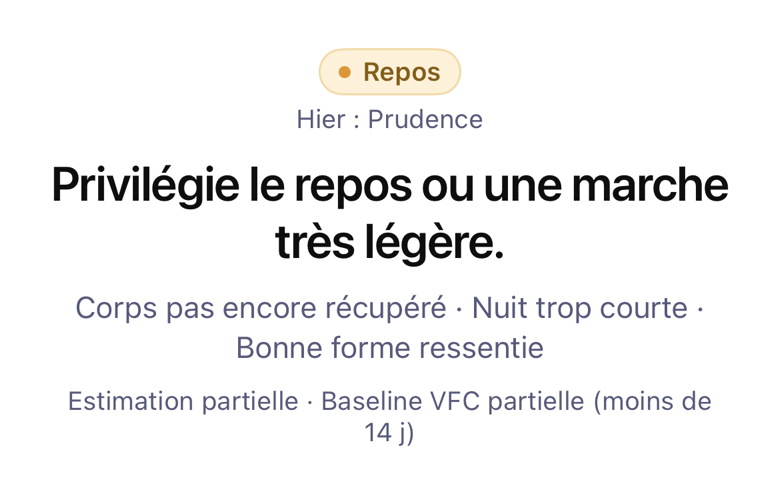 Repos
Hier : Prudence
Privilégie le repos ou une marche
très légère.
Corps pas encore récupéré · Nuit trop courte ·
Bonne forme ressentie
Estimation partielle · Baseline VFC partielle (moins de
14 j)